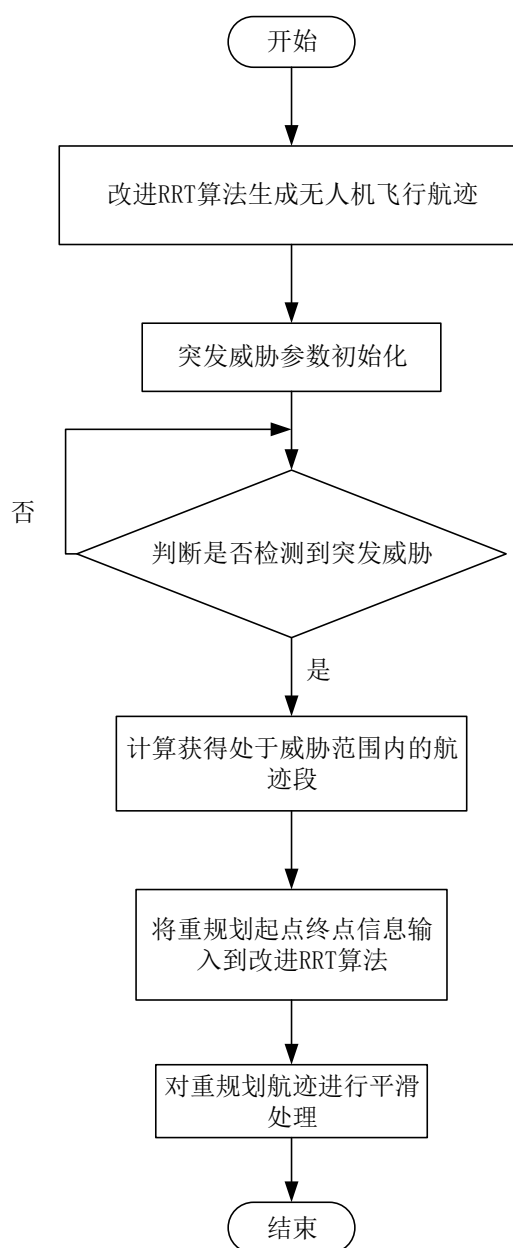 开始
改进RRT算法生成无人机飞行航迹
突发威胁参数初始化
否
判断是否检测到突发威胁
是
计算获得处于威胁范围内的航
迹段
将重规划起点终点信息输
入到改进RRT算法
对重规划航迹进行平滑
处理
结束